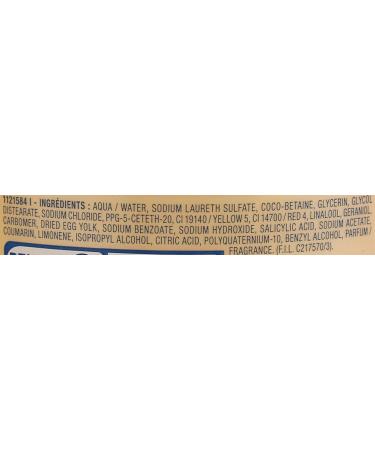 1121584 I - INGRÉDIENTS : AQUA / WATER, SODIUM LAURETH SULFATE, COCO-BETAINE, GLYCERIN, GLYCOL
DISTEARATE, SODIUM CHLORIDE, PPG-5-CETETH-20, CI 19140 / YELLOW 5, CI 14700 / RED 4, LINALOOL, GERANIOL,
CARBOMER, DRIED EGG YOLK, SODIUM BENZOATE, SODIUM HYDROXIDE, SALICYLIC ACID, SODIUM ACETATE,
COUMARIN, LIMONENE, ISOPROPYL ALCOHOL, CITRIC ACID, POLYQUATERNIUM-10, BENZYL ALCOHOL, PARFUM /
FRAGRANCE. (F.I.L. C217570/3).